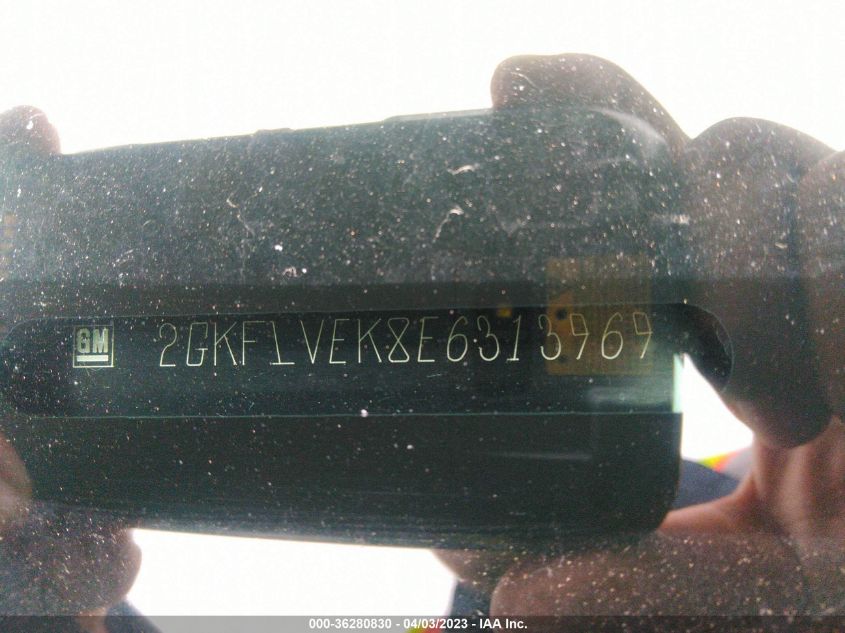 GM 2GKFLVEK8E6313969
000-36280830 - 04/03/2023 - IAA Inc.